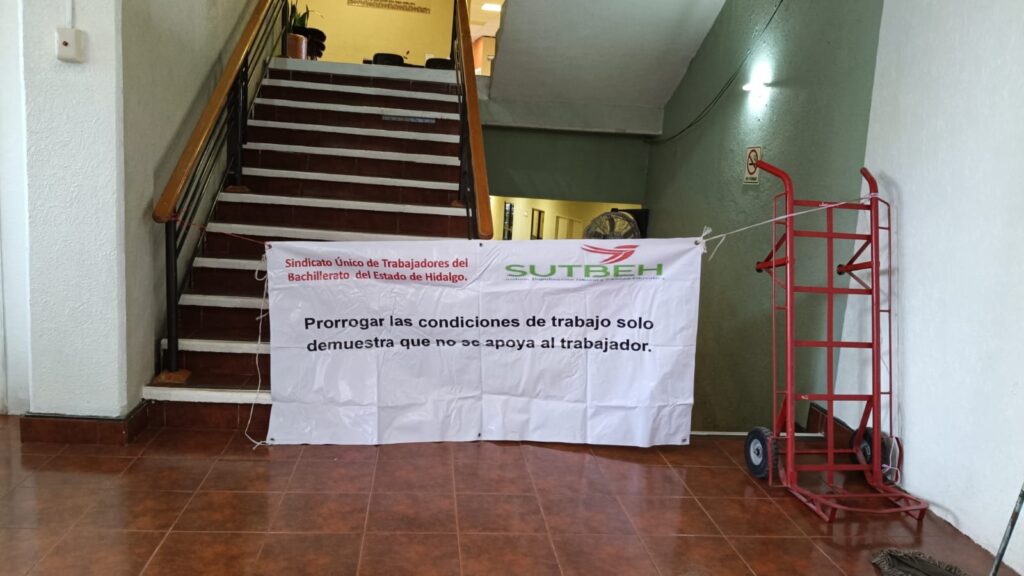 Sindicato Único de Trabajadores del
Bachillerato del Estado de Hidalgo.
SUTBEH
Prorrogar las condiciones de trabajo solo
demuestra que no se apoya al trabajador.